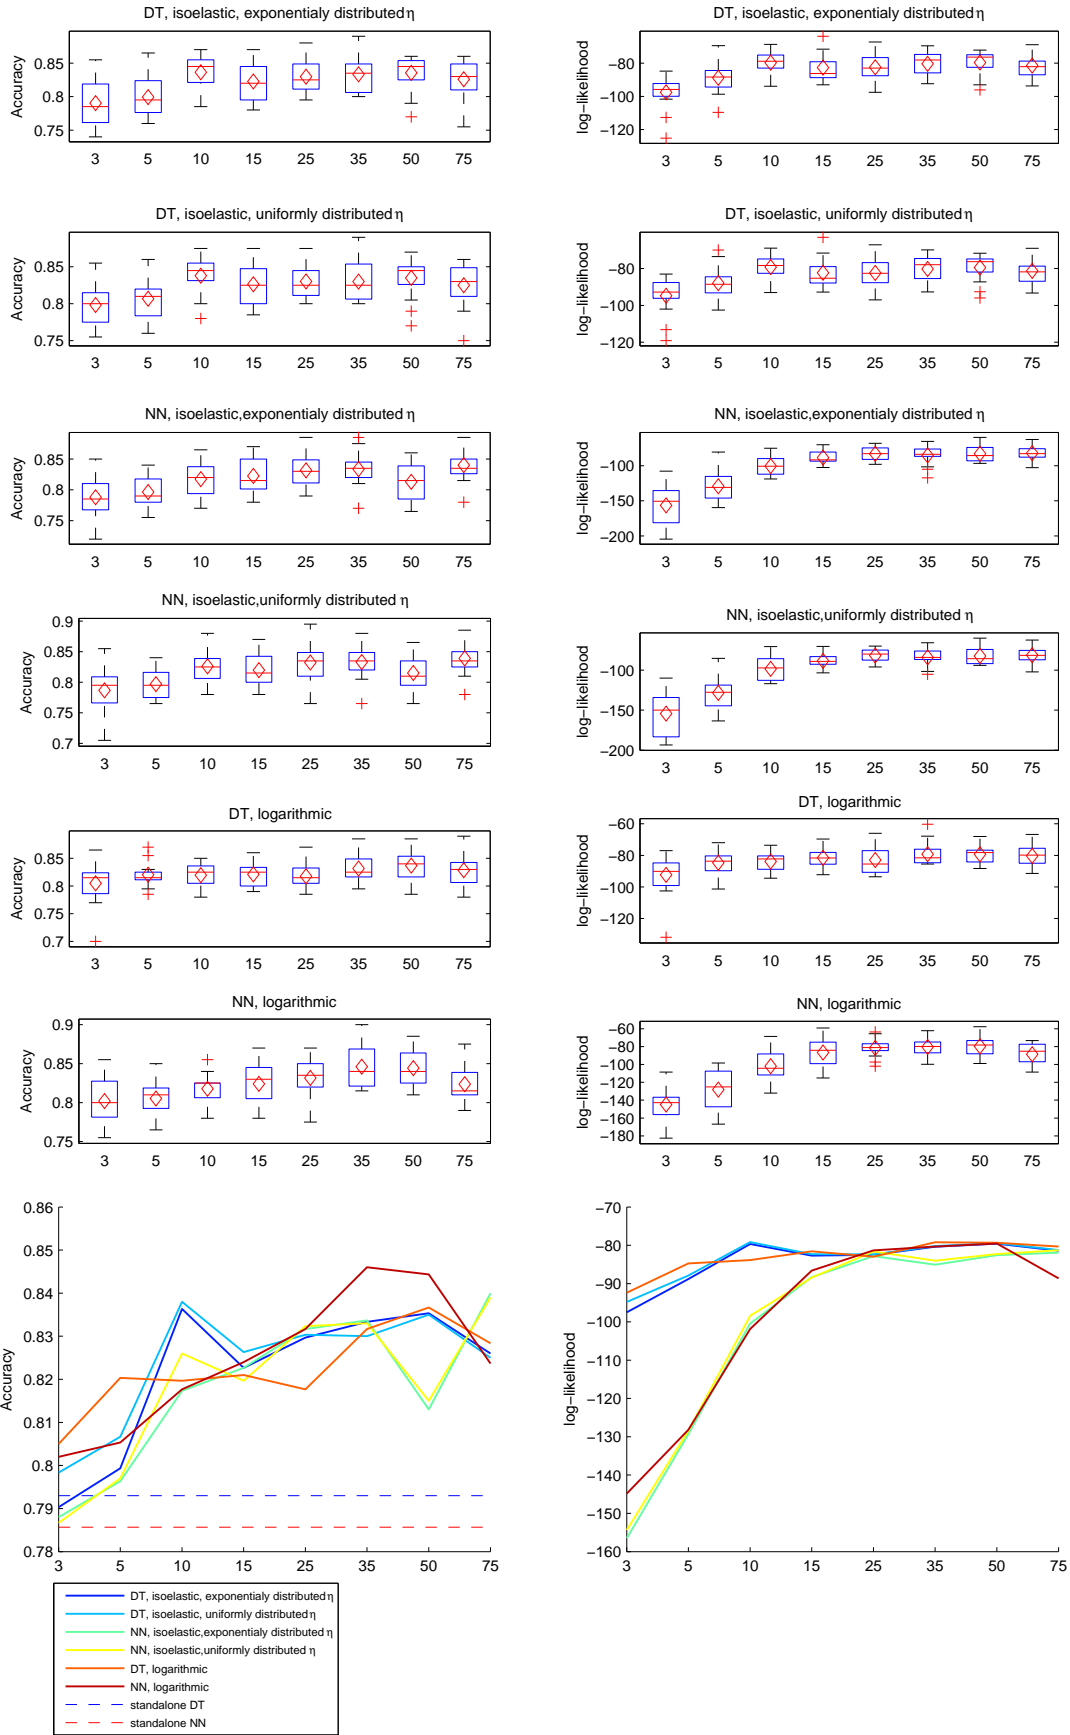 DT, isoelastic, exponentialy distributed η
Accuracy
0.85
0.8
0.75
3 5 10 15 25 35 50 75
DT, isoelastic, exponentialy distributed η
log−likelihood
−80
−100
−120
3 5 10 15 25 35 50 75
DT, isoelastic, uniformly distributed η
Accuracy
0.85
0.8
0.75
3 5 10 15 25 35 50 75
DT, isoelastic, uniformly distributed η
log−likelihood
−80
−100
−120
3 5 10 15 25 35 50 75
NN, isoelastic,exponentialy distributed η
Accuracy
0.85
0.8
0.75
3 5 10 15 25 35 50 75
NN, isoelastic,exponentialy distributed η
log−likelihood
−100
−150
−200
3 5 10 15 25 35 50 75
NN, isoelastic,uniformly distributed η
Accuracy
0.9
0.85
0.8
0.75
0.7
3 5 10 15 25 35 50 75
NN, isoelastic,uniformly distributed η
log−likelihood
−100
−150
−200
3 5 10 15 25 35 50 75
DT, logarithmic
Accuracy
0.85
0.8
0.75
0.7
3 5 10 15 25 35 50 75
DT, logarithmic
log−likelihood
−60
−80
−100
−120
3 5 10 15 25 35 50 75
NN, logarithmic
Accuracy
0.9
0.85
0.8
0.75
3 5 10 15 25 35 50 75
NN, logarithmic
log−likelihood
−60
−80
−100
−120
−140
−160
−180
3 5 10 15 25 35 50 75
Accuracy
0.86
0.85
0.84
0.83
0.82
0.81
0.8
0.79
0.78
3 5 10 15 25 35 50 75
log−likelihood
−70
−80
−90
−100
−110
−120
−130
−140
−150
−160
3 5 10 15 25 35 50 75
DT, isoelastic, exponentialy distributed η
DT, isoelastic, uniformly distributed η
NN, isoelastic,exponentialy distributed η
NN, isoelastic,uniformly distributed η
DT, logarithmic
NN, logarithmic
standalone DT
standalone NN